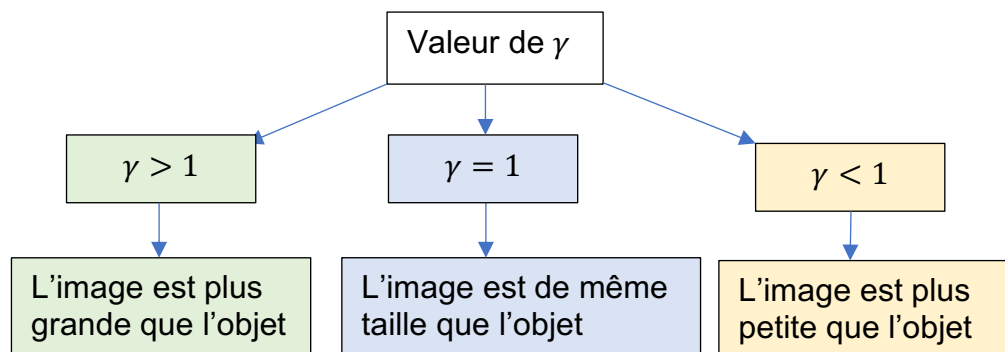 Valeur de γ
γ > 1
γ = 1
γ < 1
L’image est plus
grande que l’objet
L’image est de même
taille que l’objet
L’image est plus
petite que l’objet